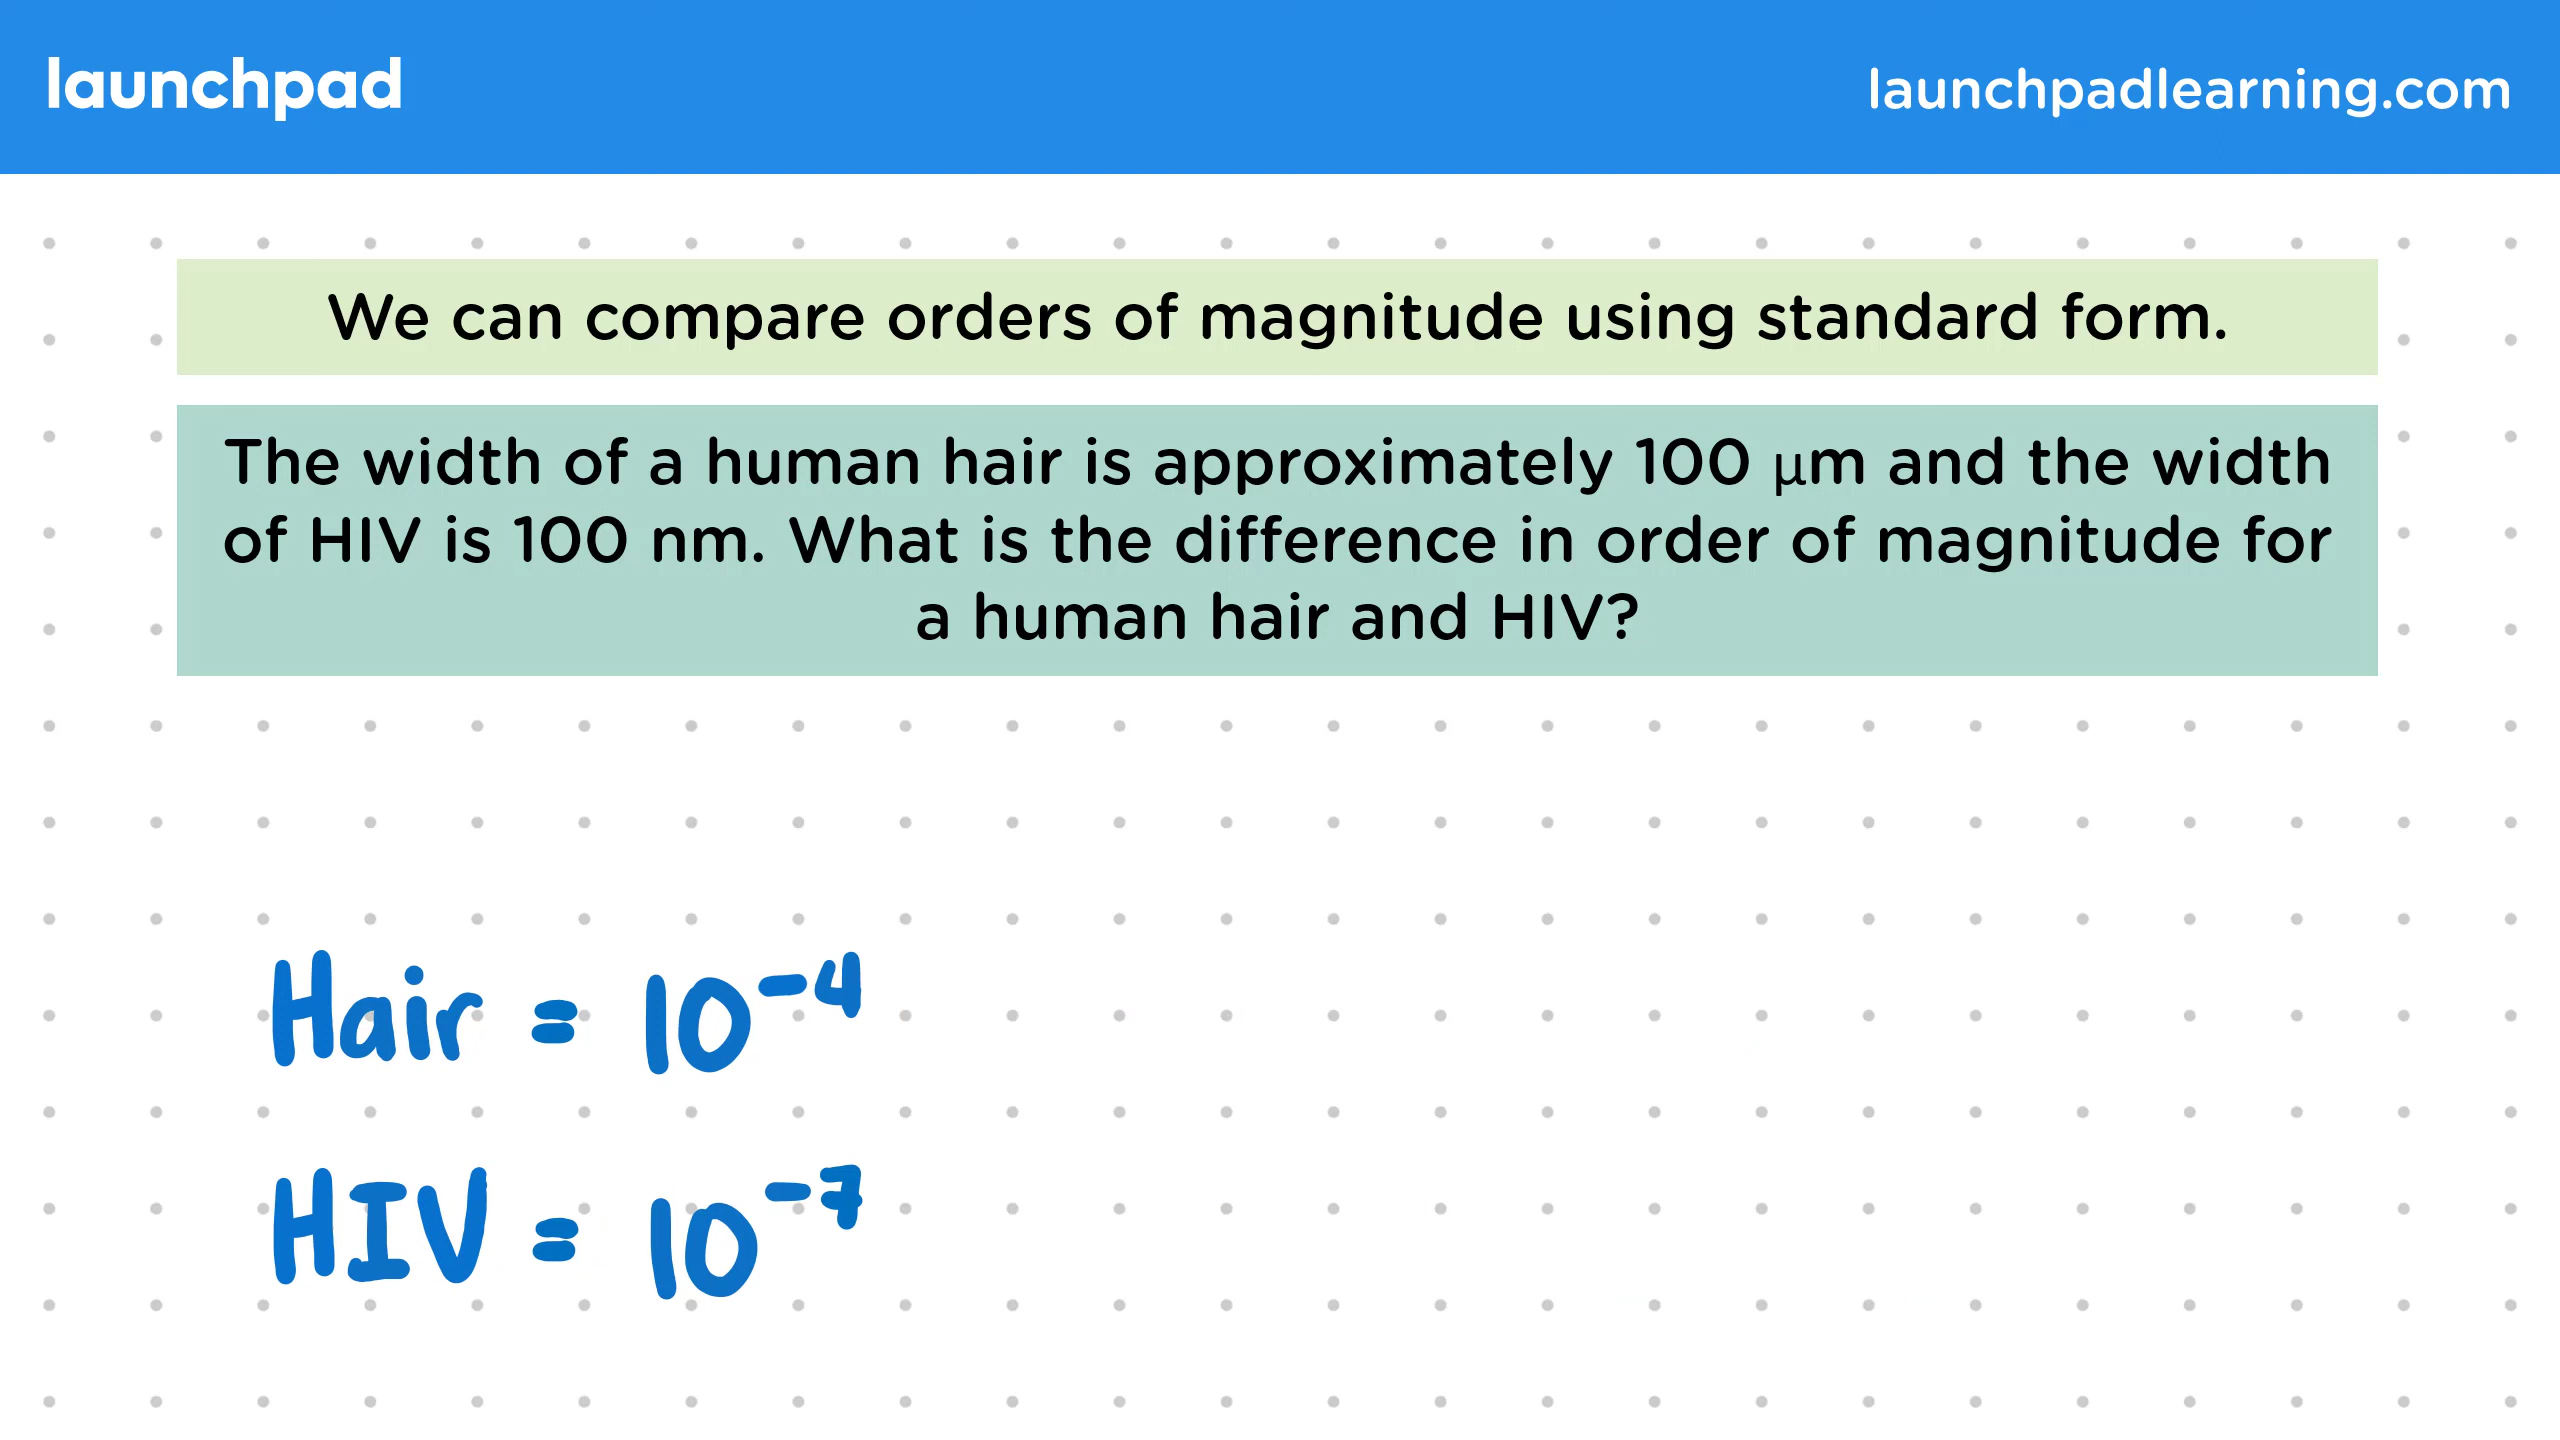 launchpad
launchpadlearning.com
We can compare orders of magnitude using standard form.
The width of a human hair is approximately 100 μm and the width
of HIV is 100 nm. What is the difference in order of magnitude for
a human hair and HIV?
Hair = 10⁻⁴
HIV = 10⁻⁷